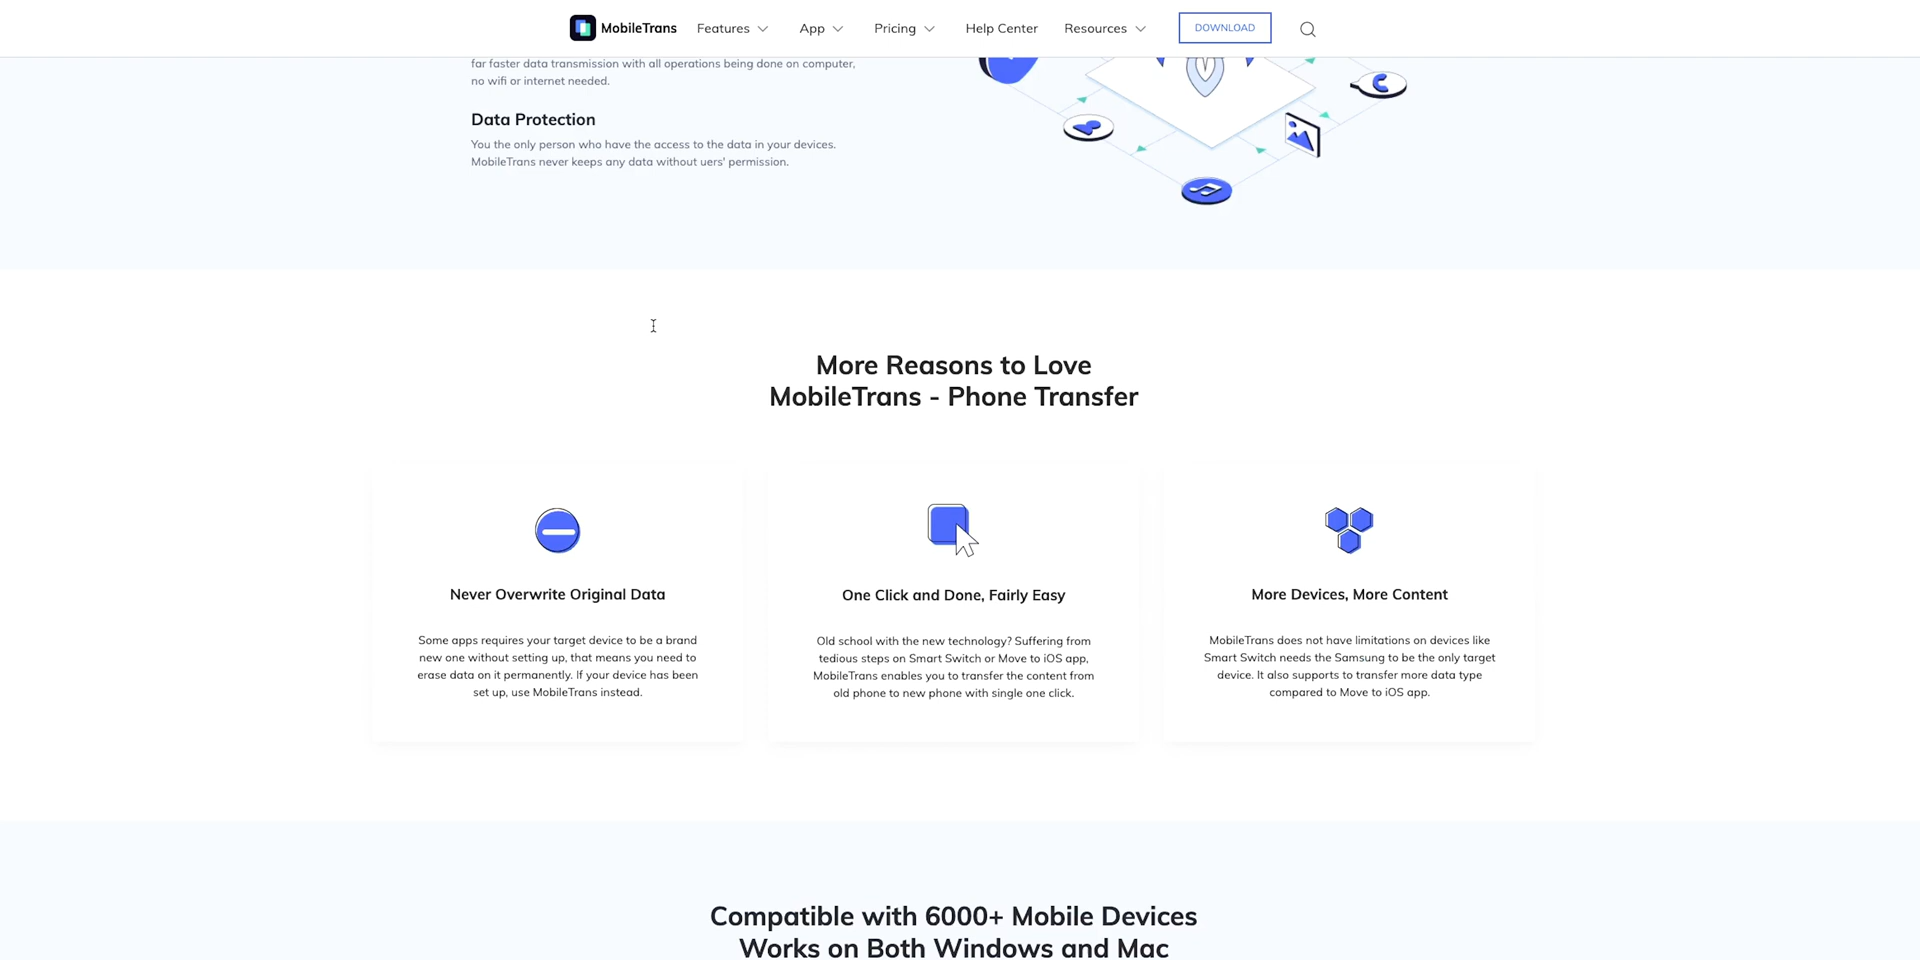 MobileTrans Features App Pricing Help Center Resources DOWNLOAD
far faster data transmission with all operations being done on computer,
no wifi or internet needed.
Data Protection
You the only person who have the access to the data in your devices.
MobileTrans never keeps any data without uers' permission.
More Reasons to Love
MobileTrans - Phone Transfer
Never Overwrite Original Data
Some apps requires your target device to be a brand
new one without setting up, that means you need to
erase data on it permanently. If your device has been
set up, use MobileTrans instead.
One Click and Done, Fairly Easy
Old school with the new technology? Suffering from
tedious steps on Smart Switch or Move to iOS app,
MobileTrans enables you to transfer the content from
old phone to new phone with single one click.
More Devices, More Content
MobileTrans does not have limitations on devices like
Smart Switch needs the Samsung to be the only target
device. It also supports to transfer more data type
compared to Move to iOS app.
Compatible with 6000+ Mobile Devices
Works on Both Windows and Mac